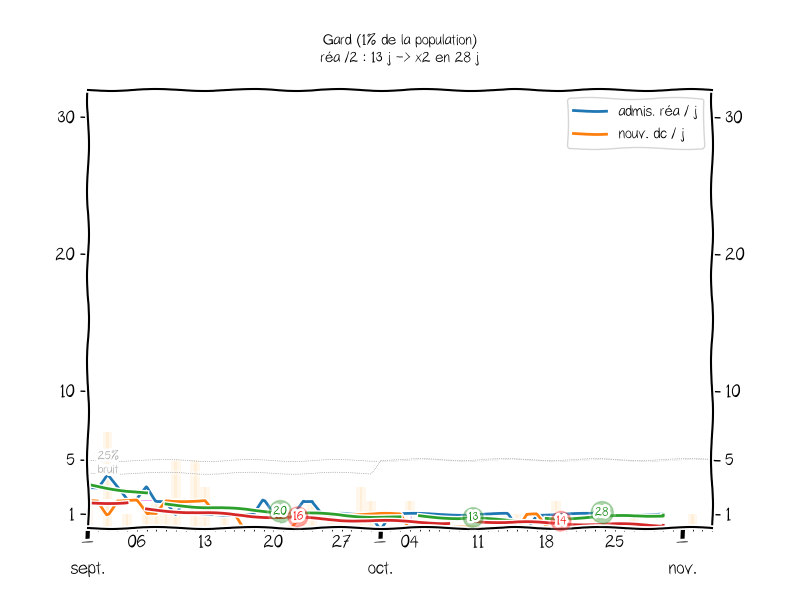 Gard (1% de la population)
réa /2 : 13 j -> x2 en 28 j
admis. réa / j
nouv. dc / j
30 30
20 20
10 10
5 5
1 1
25%
bruit
20 16 13 14 28
06 13 20 27 04 11 18 25
sept. oct. nov.